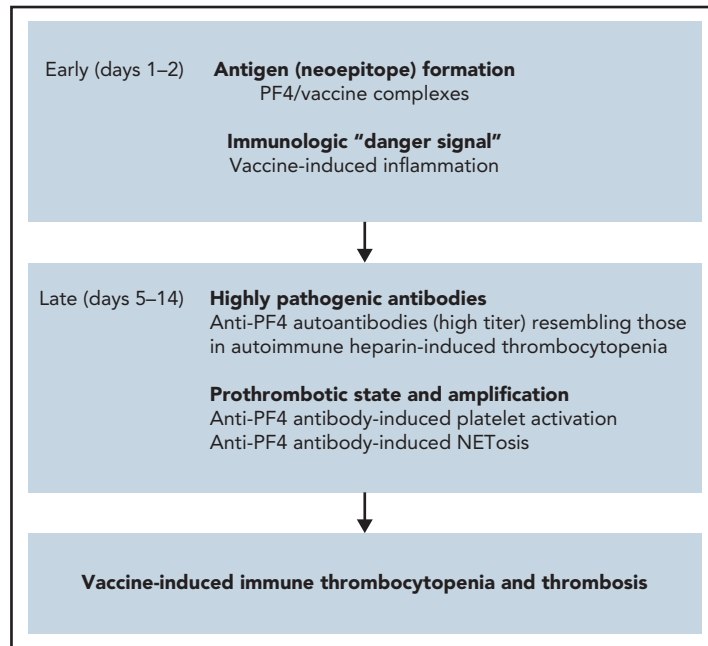 Early (days 1–2) Antigen (neoepitope) formation
PF4/vaccine complexes
Immunologic “danger signal”
Vaccine-induced inflammation
Late (days 5–14) Highly pathogenic antibodies
Anti-PF4 autoantibodies (high titer) resembling those
in autoimmune heparin-induced thrombocytopenia
Prothrombotic state and amplification
Anti-PF4 antibody-induced platelet activation
Anti-PF4 antibody-induced NETosis
Vaccine-induced immune thrombocytopenia and thrombosis